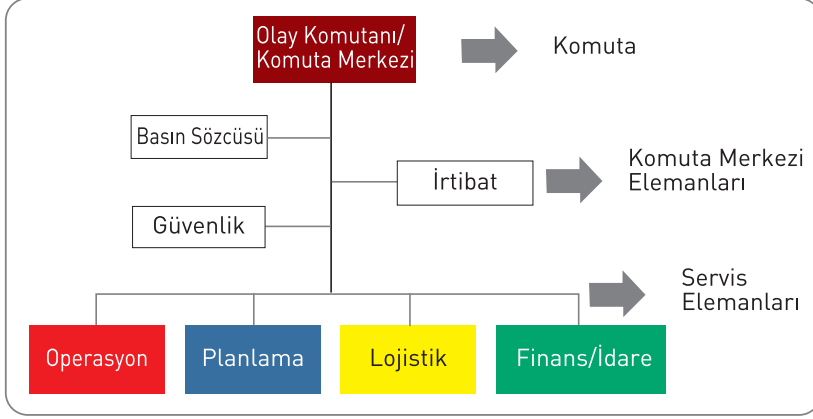 Olay Komutanı/
Komuta Merkezi
Komuta
Basın Sözcüsü
İrtibat
Komuta Merkezi
Elemanları
Güvenlik
Servis
Elemanları
Operasyon
Planlama
Lojistik
Finans/İdare